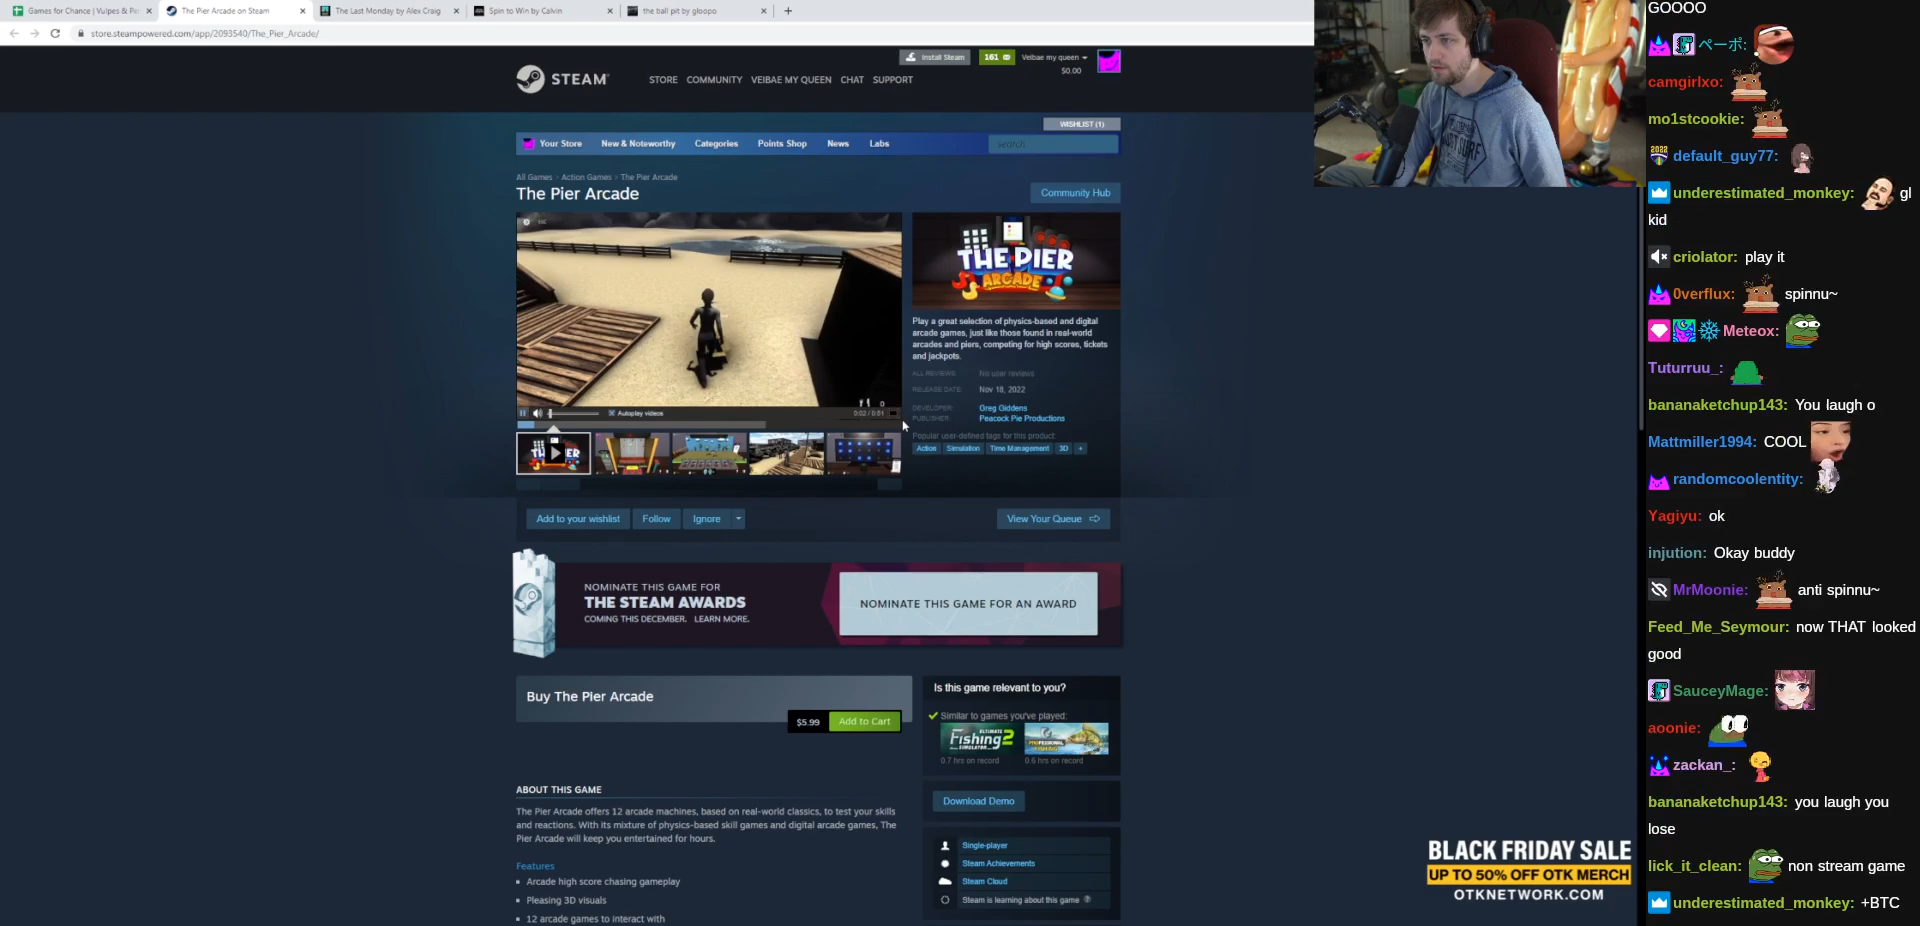 Games for Chance | Vulpes & Pe
The Pier Arcade on Steam
The Last Monday by Alex Craig
Spin to Win by Calvin
the ball pit by gloopo
store.steampowered.com/app/2093540/The_Pier_Arcade/
Install Steam
161
Veibae my queen
$0.00
STEAM
STORE COMMUNITY VEIBAE MY QUEEN CHAT SUPPORT
WISHLIST (1)
Your Store New & Noteworthy Categories Points Shop News Labs
search
All Games > Action Games > The Pier Arcade
The Pier Arcade
Community Hub
THE PIER
ARCADE
Play a great selection of physics-based and digital
arcade games, just like those found in real-world
arcades and piers, competing for high scores, tickets
and jackpots.
ALL REVIEWS: No user reviews
RELEASE DATE: Nov 18, 2022
DEVELOPER: Greg Giddens
PUBLISHER: Peacock Pie Productions
Popular user-defined tags for this product:
Action Simulation Time Management 3D +
Autoplay videos
0:02 / 0:51
Add to your wishlist Follow Ignore
View Your Queue
NOMINATE THIS GAME FOR
THE STEAM AWARDS
COMING THIS DECEMBER. LEARN MORE.
NOMINATE THIS GAME FOR AN AWARD
Buy The Pier Arcade
$5.99 Add to Cart
Is this game relevant to you?
Similar to games you've played:
Fishing 2
0.7 hrs on record 0.6 hrs on record
Download Demo
Single-player
Steam Achievements
Steam Cloud
Steam is learning about this game
ABOUT THIS GAME
The Pier Arcade offers 12 arcade machines, based on real-world classics, to test your skills
and reactions. With its mixture of physics-based skill games and digital arcade games, The
Pier Arcade will keep you entertained for hours.
Features
Arcade high score chasing gameplay
Pleasing 3D visuals
12 arcade games to interact with
BLACK FRIDAY SALE
UP TO 50% OFF OTK MERCH
OTKNETWORK.COM
GOOOO
ペーポ:
camgirlxo:
mo1stcookie:
default_guy77:
underestimated_monkey: gl
kid
criolator: play it
0verflux: spinnu~
Meteox:
Tuturruu_:
bananaketchup143: You laugh o
Mattmiller1994: COOL
randomcoolentity:
Yagiyu: ok
injution: Okay buddy
MrMoonie: anti spinnu~
Feed_Me_Seymour: now THAT looked
good
SauceyMage:
aoonie:
zackan_:
bananaketchup143: you laugh you
lose
lick_it_clean: non stream game
underestimated_monkey: +BTC